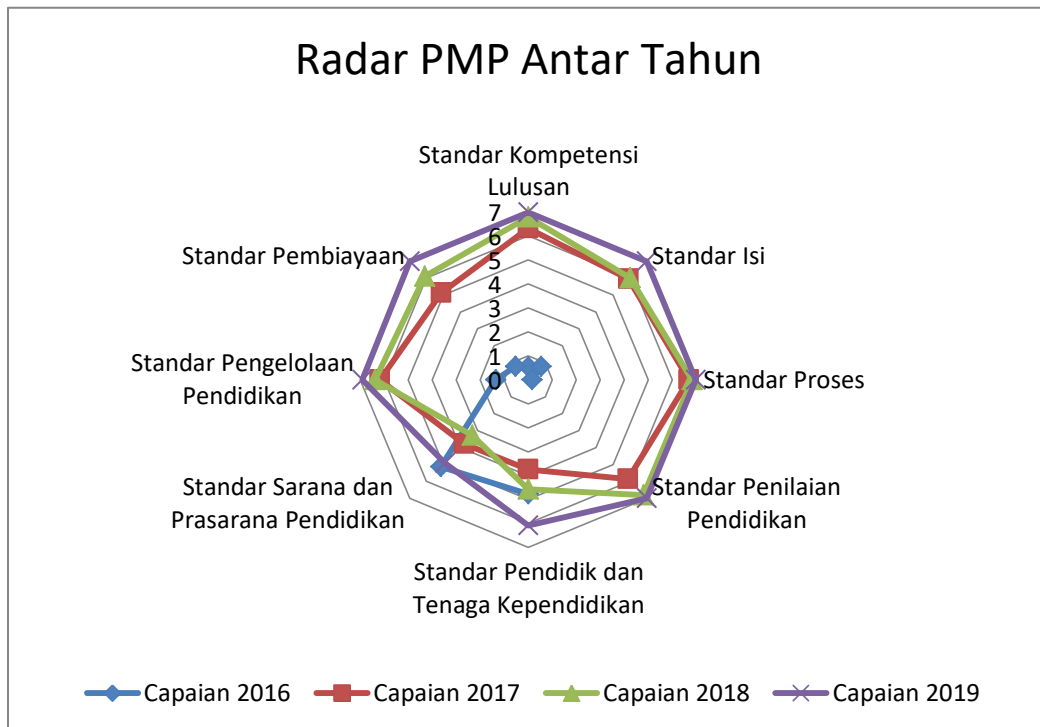 Radar PMP Antar Tahun
Standar Kompetensi
Lulusan
7
6
5
4
3
2
1
0
Standar Isi
Standar Proses
Standar Penilaian
Pendidikan
Standar Pendidik dan
Tenaga Kependidikan
Standar Sarana dan
Prasarana Pendidikan
Standar Pengelolaan
Pendidikan
Standar Pembiayaan
Capaian 2016
Capaian 2017
Capaian 2018
Capaian 2019